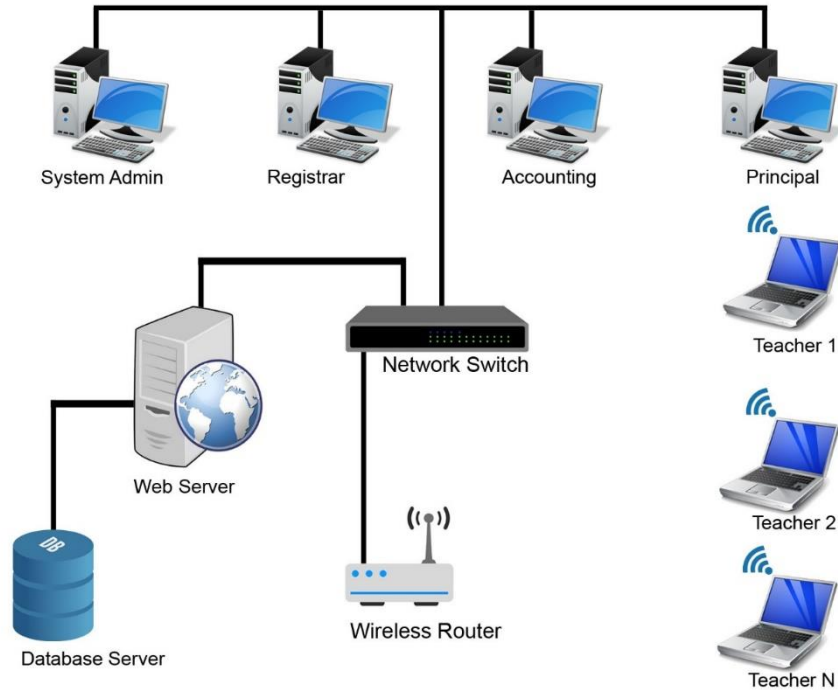 System Admin
Registrar
Accounting
Principal
Teacher 1
Network Switch
Web Server
Teacher 2
DB
Wireless Router
Database Server
Teacher N